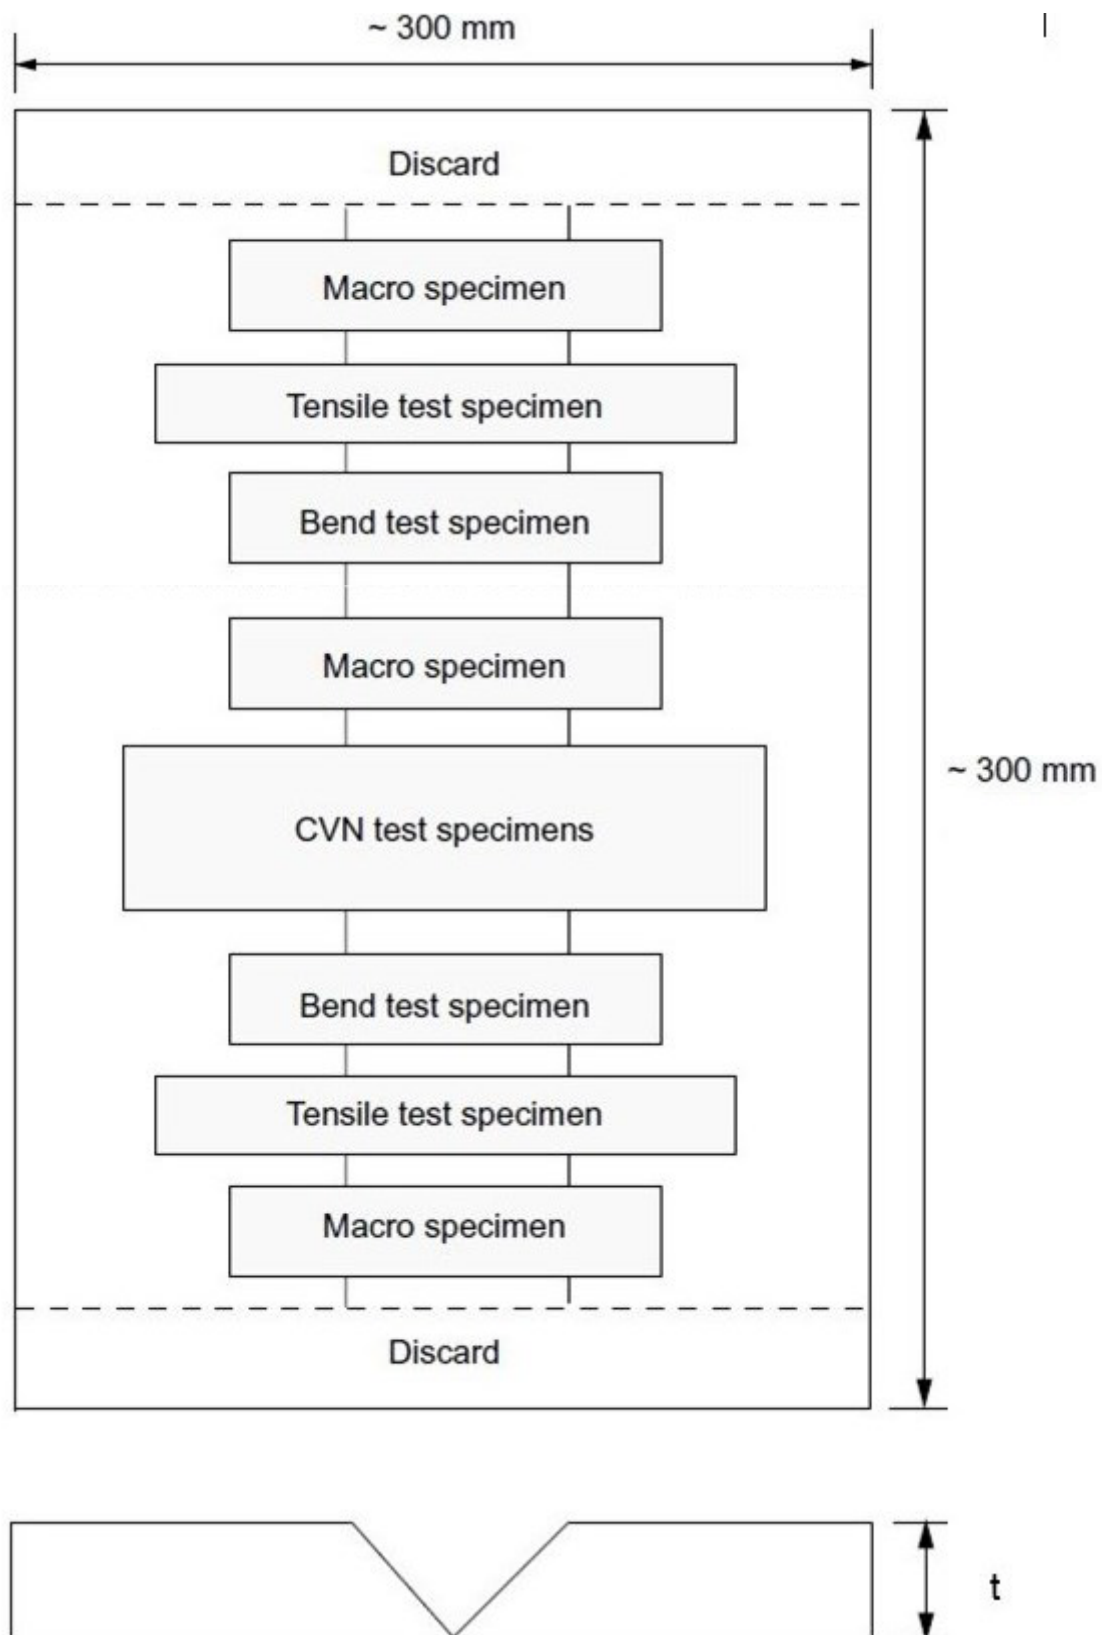 ~ 300 mm
Discard
Macro specimen
Tensile test specimen
Bend test specimen
Macro specimen
~ 300 mm
CVN test specimens
Bend test specimen
Tensile test specimen
Macro specimen
Discard
t